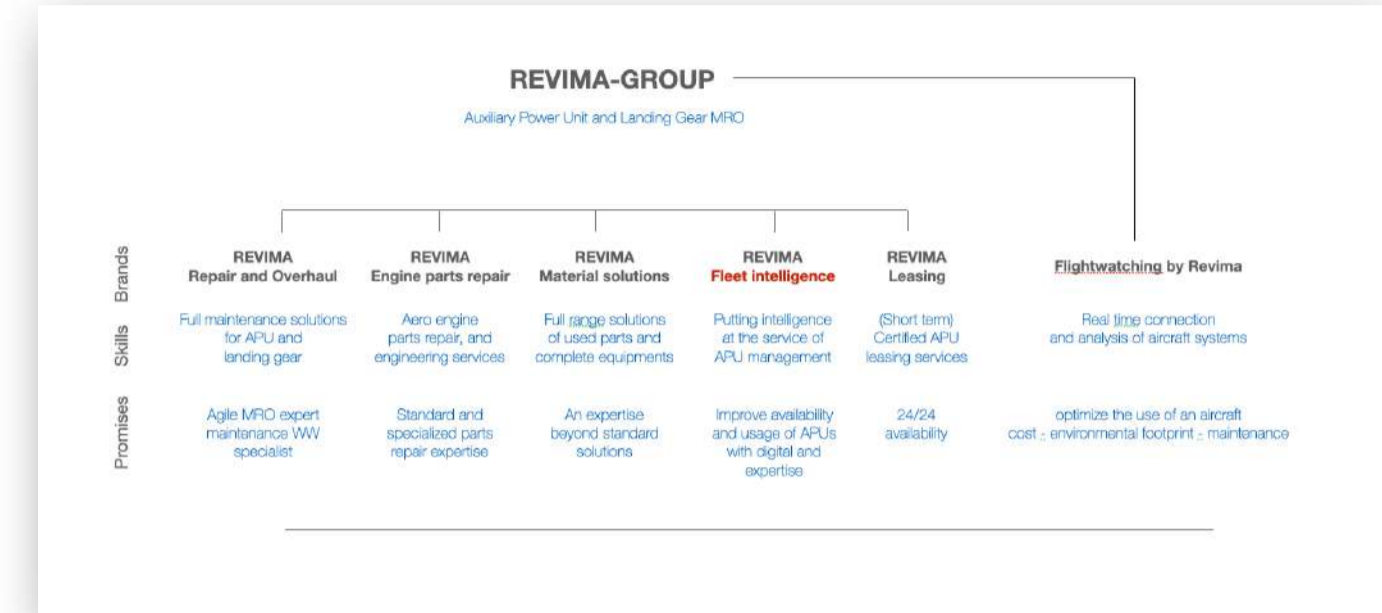 REVIMA-GROUP
Auxiliary Power Unit and Landing Gear MRO
Brands
REVIMA
Repair and Overhaul
REVIMA
Engine parts repair
REVIMA
Material solutions
REVIMA
Fleet intelligence
REVIMA
Leasing
Flightwatching by Revima
Skills
Full maintenance solutions
for APU and
landing gear
Aero engine
parts repair, and
engineering services
Full range solutions
of used parts and
complete equipments
Putting intelligence
at the service of
APU management
(Short term)
Certified APU
leasing services
Real time connection
and analysis of aircraft systems
Promises
Agile MRO expert
maintenance WW
specialist
Standard and
specialized parts
repair expertise
An expertise
beyond standard
solutions
Improve availability
and usage of APUs
with digital and
expertise
24/24
availability
optimize the use of an aircraft
cost - environmental footprint - maintenance